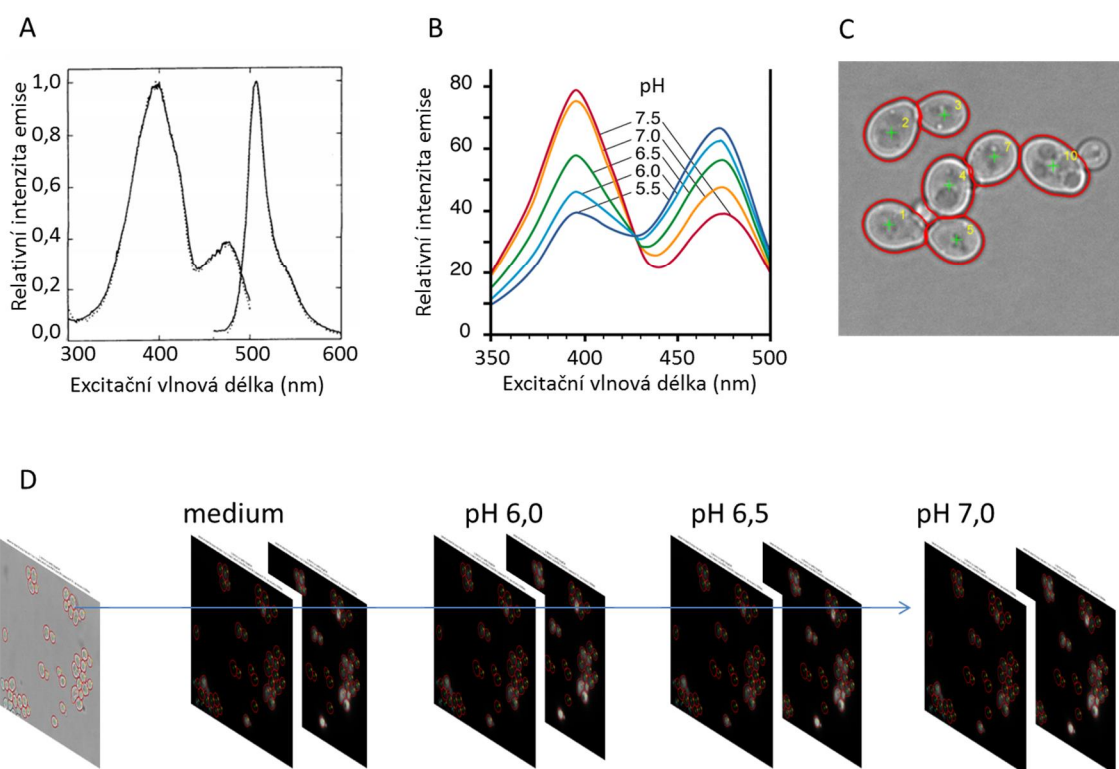 A
Relativní intenzita emise
1,0
0,8
0,6
0,4
0,2
0,0
300 400 500 600
Excitační vlnová délka (nm)
B
Relativní intenzita emise
80
60
40
20
0
pH
7.5
7.0
6.5
6.0
5.5
350 400 450 500
Excitační vlnová délka (nm)
C
2
3
7
10
4
1
5
D
medium pH 6,0 pH 6,5 pH 7,0